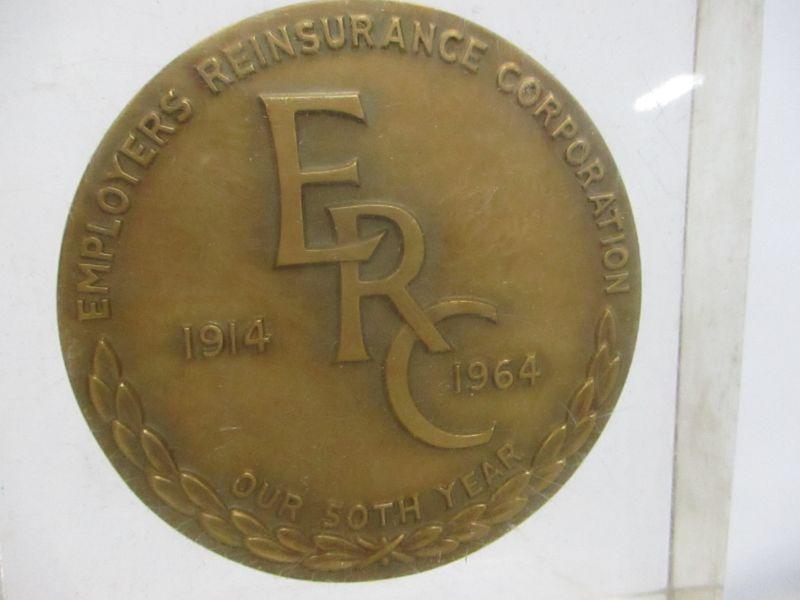 EMPLOYERS REINSURANCE CORPORATION
ERC
1914
1964
OUR 50TH YEAR